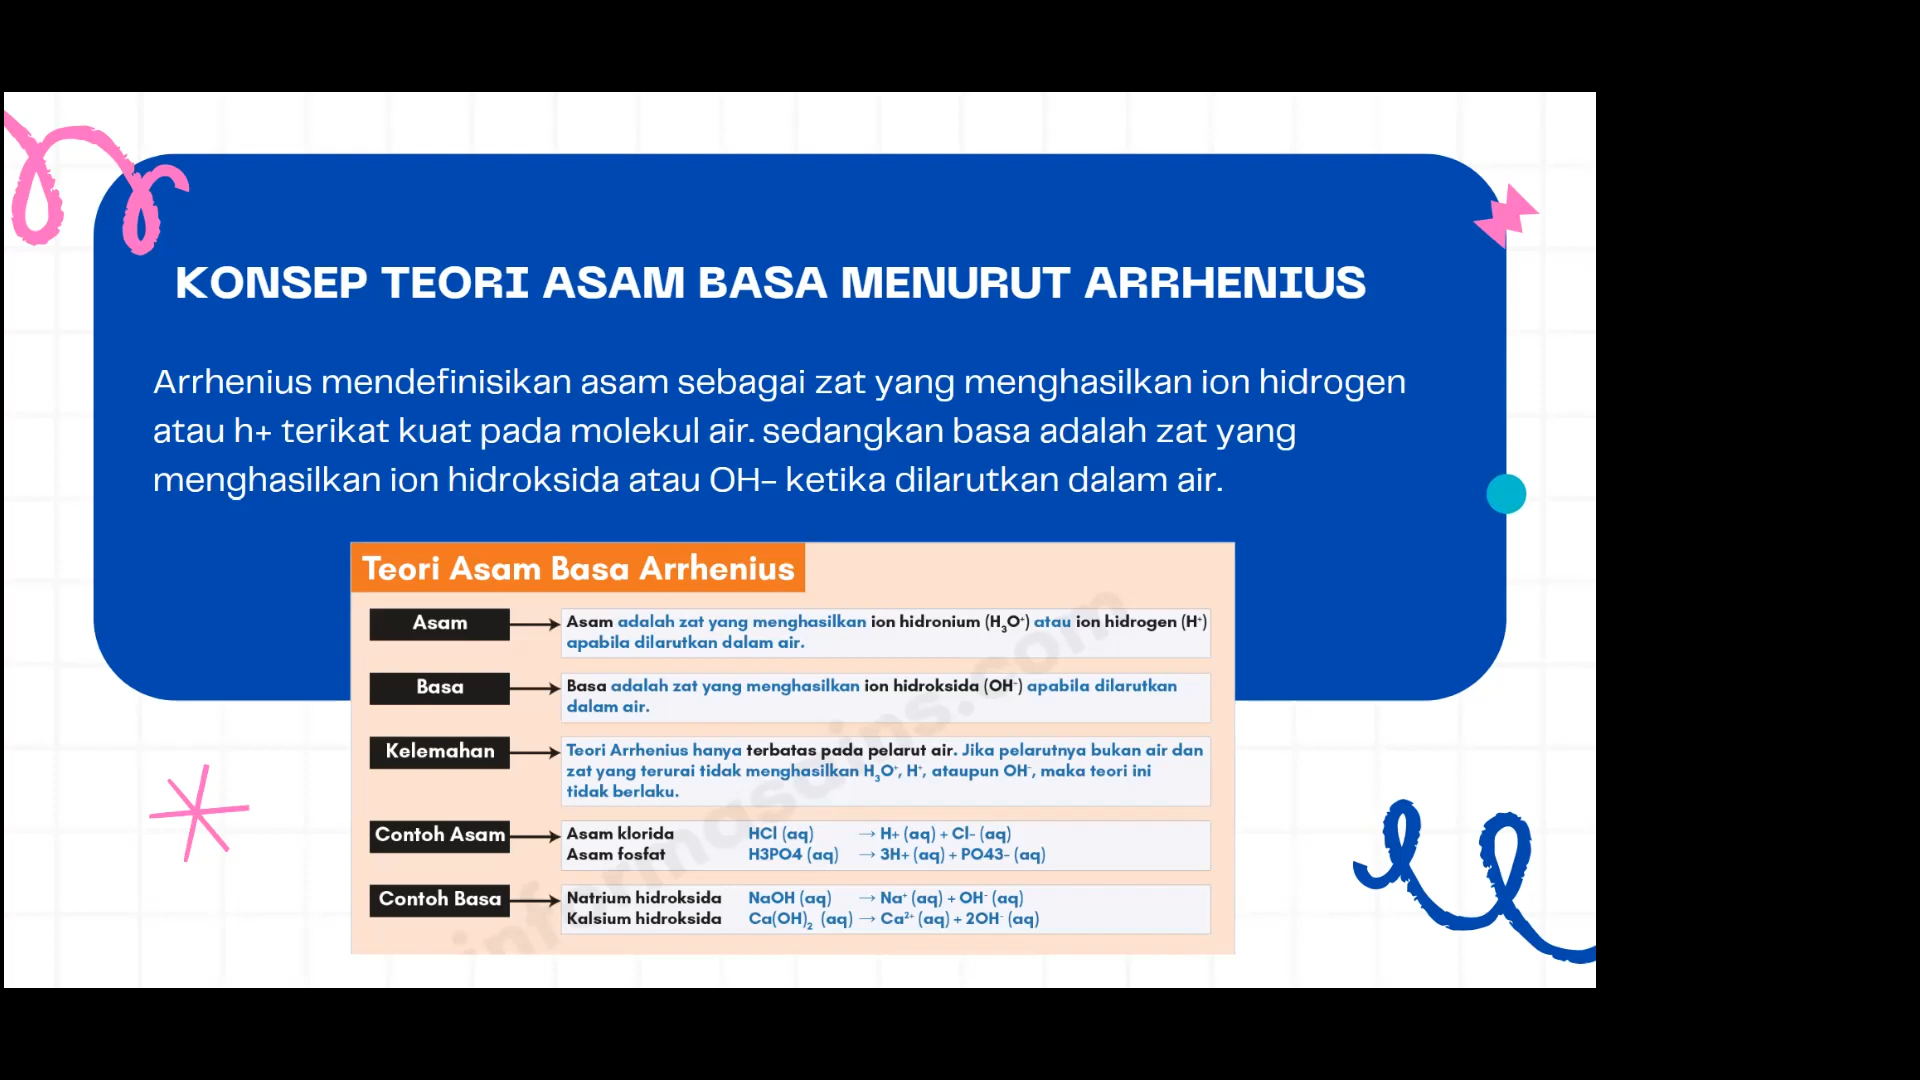 KONSEP TEORI ASAM BASA MENURUT ARRHENIUS
Arrhenius mendefinisikan asam sebagai zat yang menghasilkan ion hidrogen
atau h+ terikat kuat pada molekul air. sedangkan basa adalah zat yang
menghasilkan ion hidroksida atau OH- ketika dilarutkan dalam air.
Teori Asam Basa Arrhenius
Asam
Asam adalah zat yang menghasilkan ion hidronium (H₃O⁺) atau ion hidrogen (H⁺)
apabila dilarutkan dalam air.
Basa
Basa adalah zat yang menghasilkan ion hidroksida (OH⁻) apabila dilarutkan
dalam air.
Kelemahan
Teori Arrhenius hanya terbatas pada pelarut air. Jika pelarutnya bukan air dan
zat yang terurai tidak menghasilkan H₃O⁺, H⁺, ataupun OH⁻, maka teori ini
tidak berlaku.
Contoh Asam
Asam klorida HCl (aq) → H+ (aq) + Cl- (aq)
Asam fosfat H3PO4 (aq) → 3H+ (aq) + PO43- (aq)
Contoh Basa
Natrium hidroksida NaOH (aq) → Na⁺ (aq) + OH⁻ (aq)
Kalsium hidroksida Ca(OH)₂ (aq) → Ca²⁺ (aq) + 2OH⁻ (aq)
informasains.com